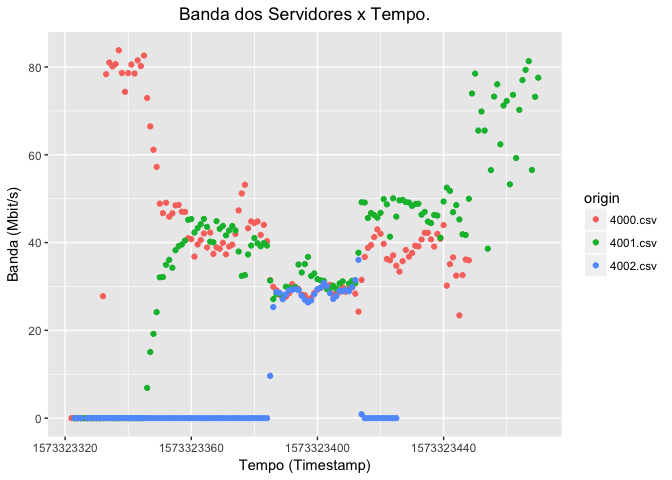 Banda dos Servidores x Tempo.
Banda (Mbit/s)
80
60
40
20
0
1573323320 1573323360 1573323400 1573323440
Tempo (Timestamp)
origin
4000.csv
4001.csv
4002.csv